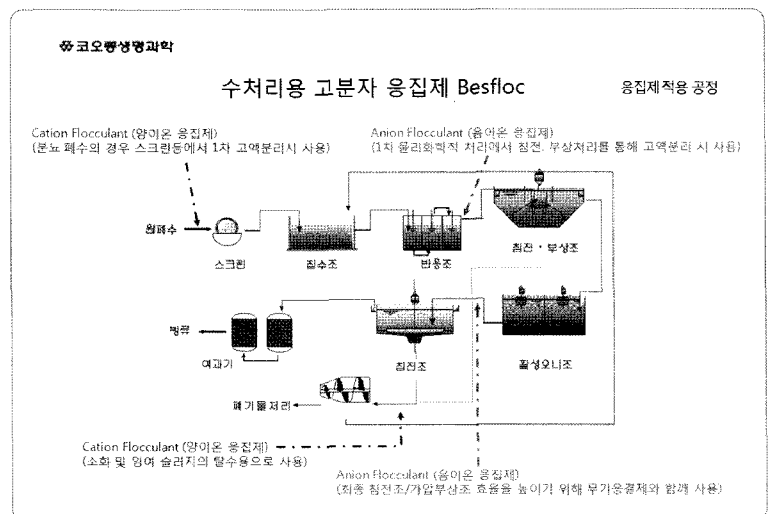 코오롱생명과학
수처리용 고분자 응집제 Besfloc
응집제 적용 공정
Cation Flocculant (양이온 응집제)
(분뇨 폐수의 경우 스크린등에서 1차 고액분리시 사용)
Anion Flocculant (음이온 응집제)
(1차 물리화학적 처리에서 침전, 부상처리를 통해 고액분리 시 사용)
원폐수
스크린
집수조
반응조
침전 · 부상조
방류
여과기
침전조
활성오니조
폐기물처리
Cation Flocculant (양이온 응집제)
(소화 및 잉여 슬러지의 탈수용으로 사용)
Anion Flocculant (음이온 응집제)
(최종 침전조/가압부상조 효율을 높이기 위해 무기응결제와 함께 사용)